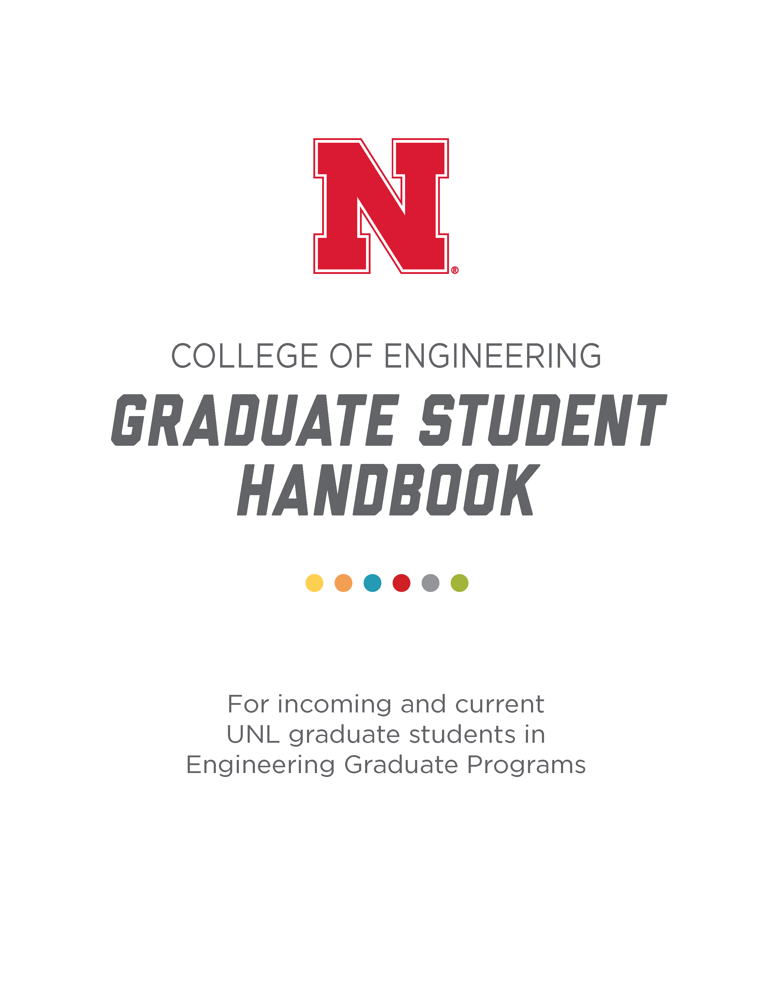 N®
COLLEGE OF ENGINEERING
GRADUATE STUDENT
HANDBOOK
For incoming and current
UNL graduate students in
Engineering Graduate Programs